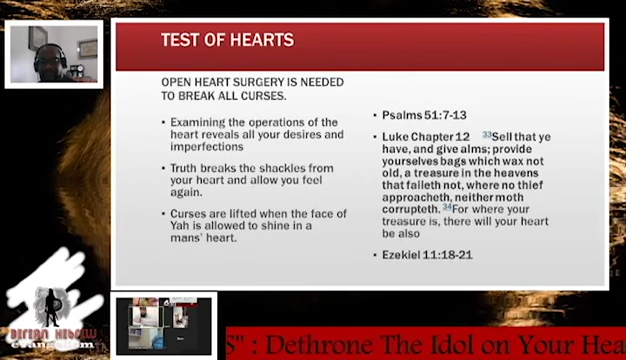 TEST OF HEARTS
OPEN HEART SURGERY IS NEEDED
TO BREAK ALL CURSES.
• Examining the operations of the
heart reveals all your desires and
imperfections
• Truth breaks the shackles from
your heart and allow you feel
again.
• Curses are lifted when the face of
Yah is allowed to shine in a
mans' heart.
• Psalms 51:7-13
• Luke Chapter 12 33Sell that ye
have, and give alms; provide
yourselves bags which wax not
old, a treasure in the heavens
that faileth not, where no thief
approacheth, neither moth
corrupteth. 34For where your
treasure is, there will your heart
be also
• Ezekiel 11:18-21
S" : Dethrone The Idol on Your Hea